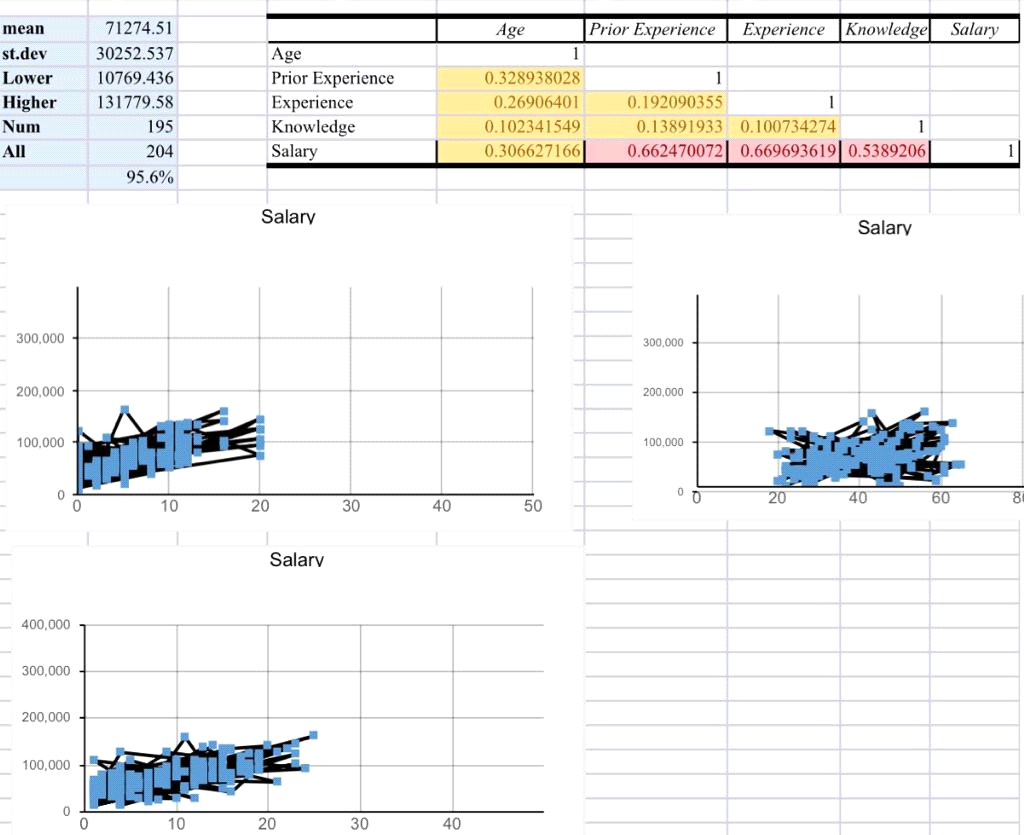 mean 71274.51
st.dev 30252.537
Lower 10769.436
Higher 131779.58
Num 195
All 204
95.6%
Age Prior Experience Experience Knowledge Salary
Age 1
Prior Experience 0.328938028 1
Experience 0.26906401 0.192090355 1
Knowledge 0.102341549 0.13891933 0.100734274 1
Salary 0.306627166 0.662470072 0.669693619 0.5389206 1
Salary
300,000
200,000
100,000
0
0 10 20 30 40 50
Salary
300,000
200,000
100,000
0
0 20 40 60 8
Salary
400,000
300,000
200,000
100,000
0
0 10 20 30 40